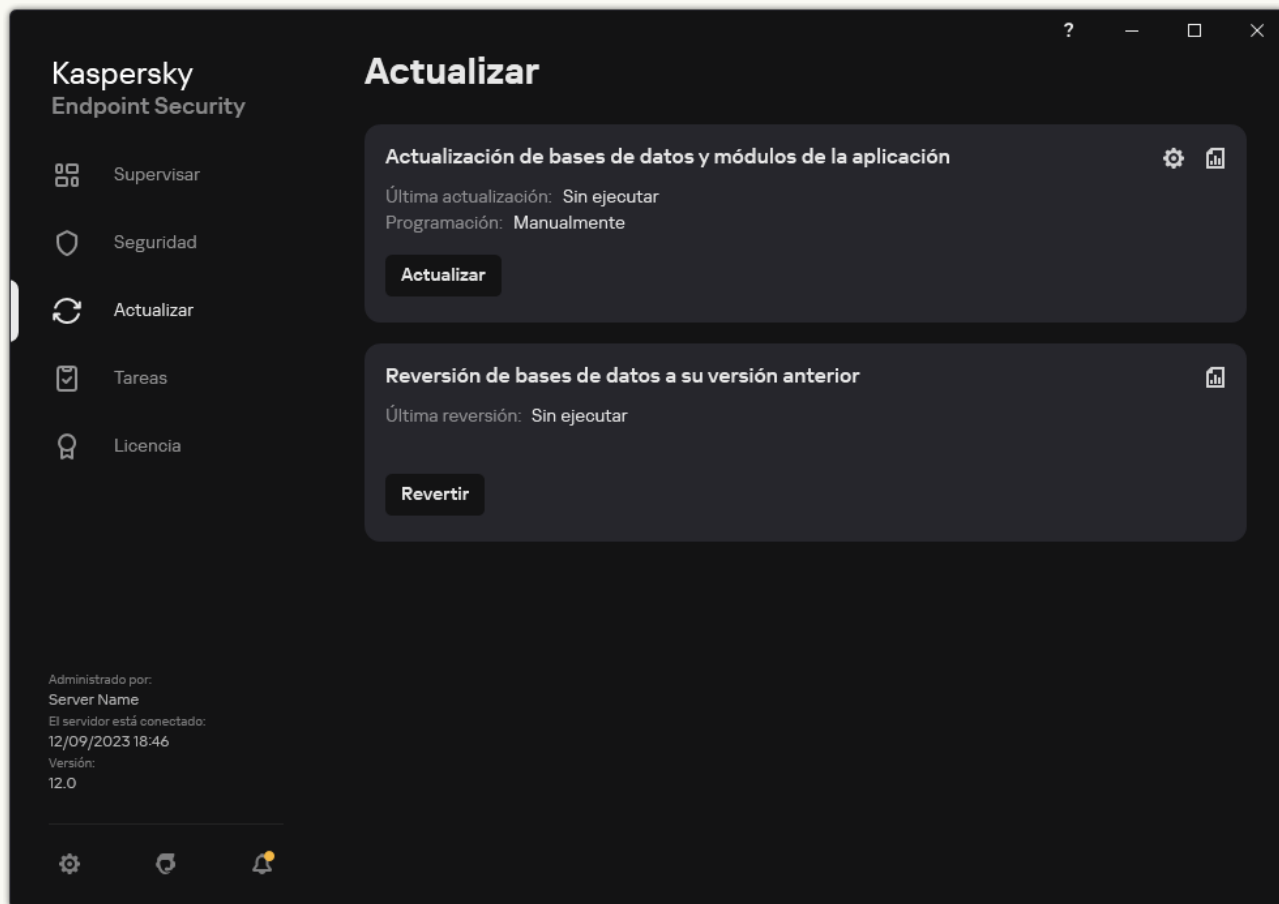 ?
Kaspersky
Endpoint Security
Supervisar
Seguridad
Actualizar
Tareas
Licencia
Administrado por:
Server Name
El servidor está conectado:
12/09/2023 18:46
Versión:
12.0
Actualizar
Actualización de bases de datos y módulos de la aplicación
Última actualización: Sin ejecutar
Programación: Manualmente
Actualizar
Reversión de bases de datos a su versión anterior
Última reversión: Sin ejecutar
Revertir